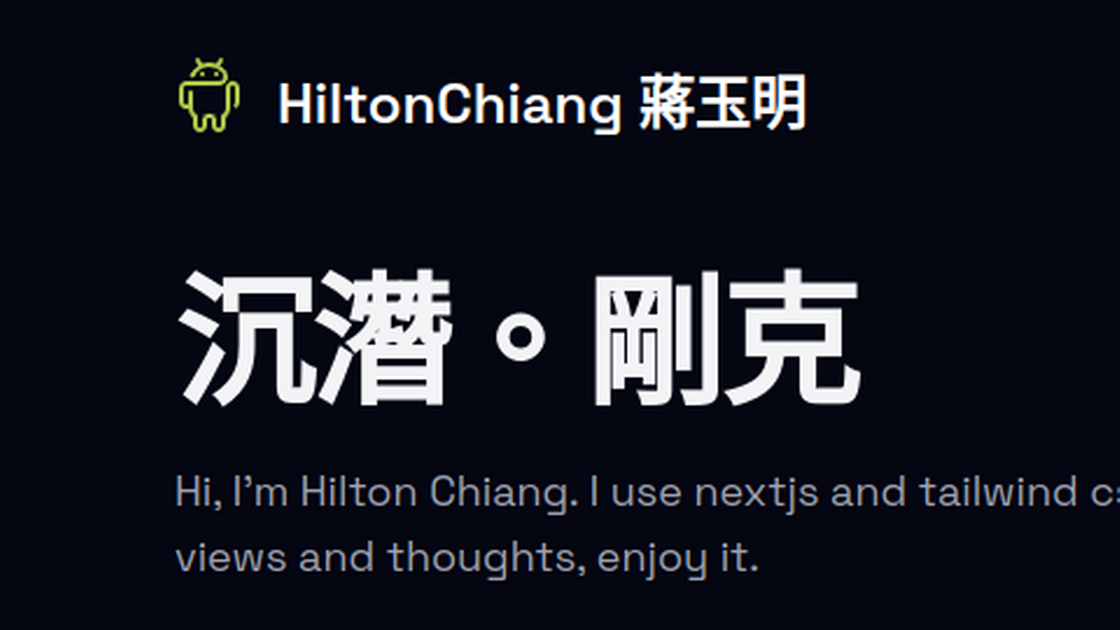 HiltonChiang 蔣玉明
沉潛。剛克
Hi, I'm Hilton Chiang. I use nextjs and tailwind
views and thoughts, enjoy it.